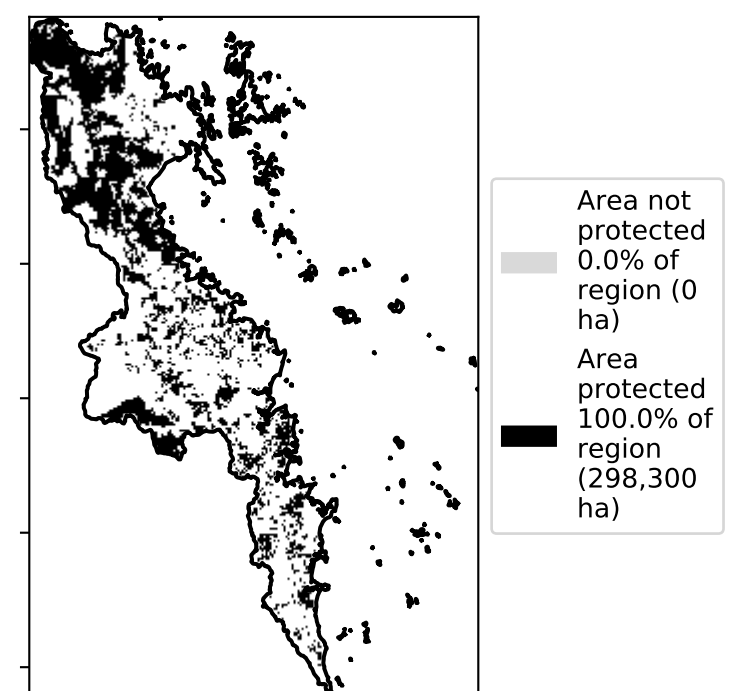 Area not
protected
0.0% of
region (0
ha)
Area
protected
100.0% of
region
(298,300
ha)